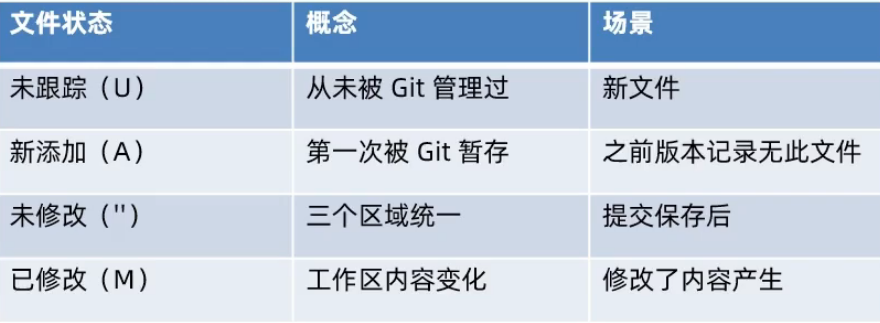 文件状态 概念 场景
未跟踪（U） 从未被 Git 管理过 新文件
新添加（A） 第一次被 Git 暂存 之前版本记录无此文件
未修改（''） 三个区域统一 提交保存后
已修改（M） 工作区内容变化 修改了内容产生